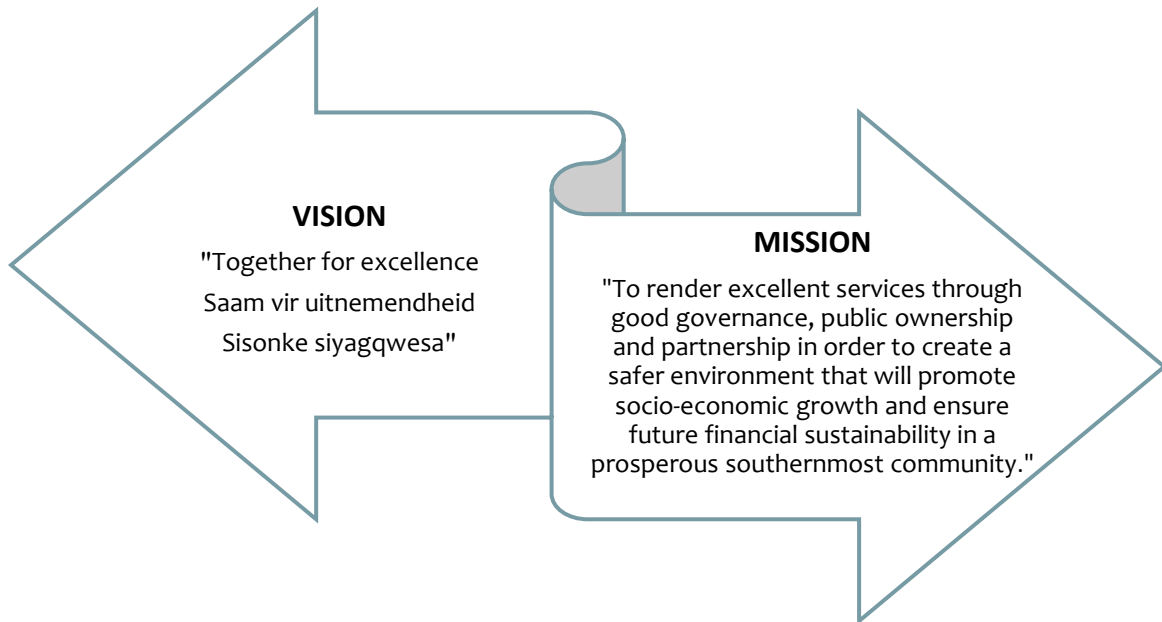 VISION
"Together for excellence
Saam vir uitnemendheid
Sisonke siyagqwesa"
MISSION
"To render excellent services through
good governance, public ownership
and partnership in order to create a
safer environment that will promote
socio-economic growth and ensure
future financial sustainability in a
prosperous southernmost community."